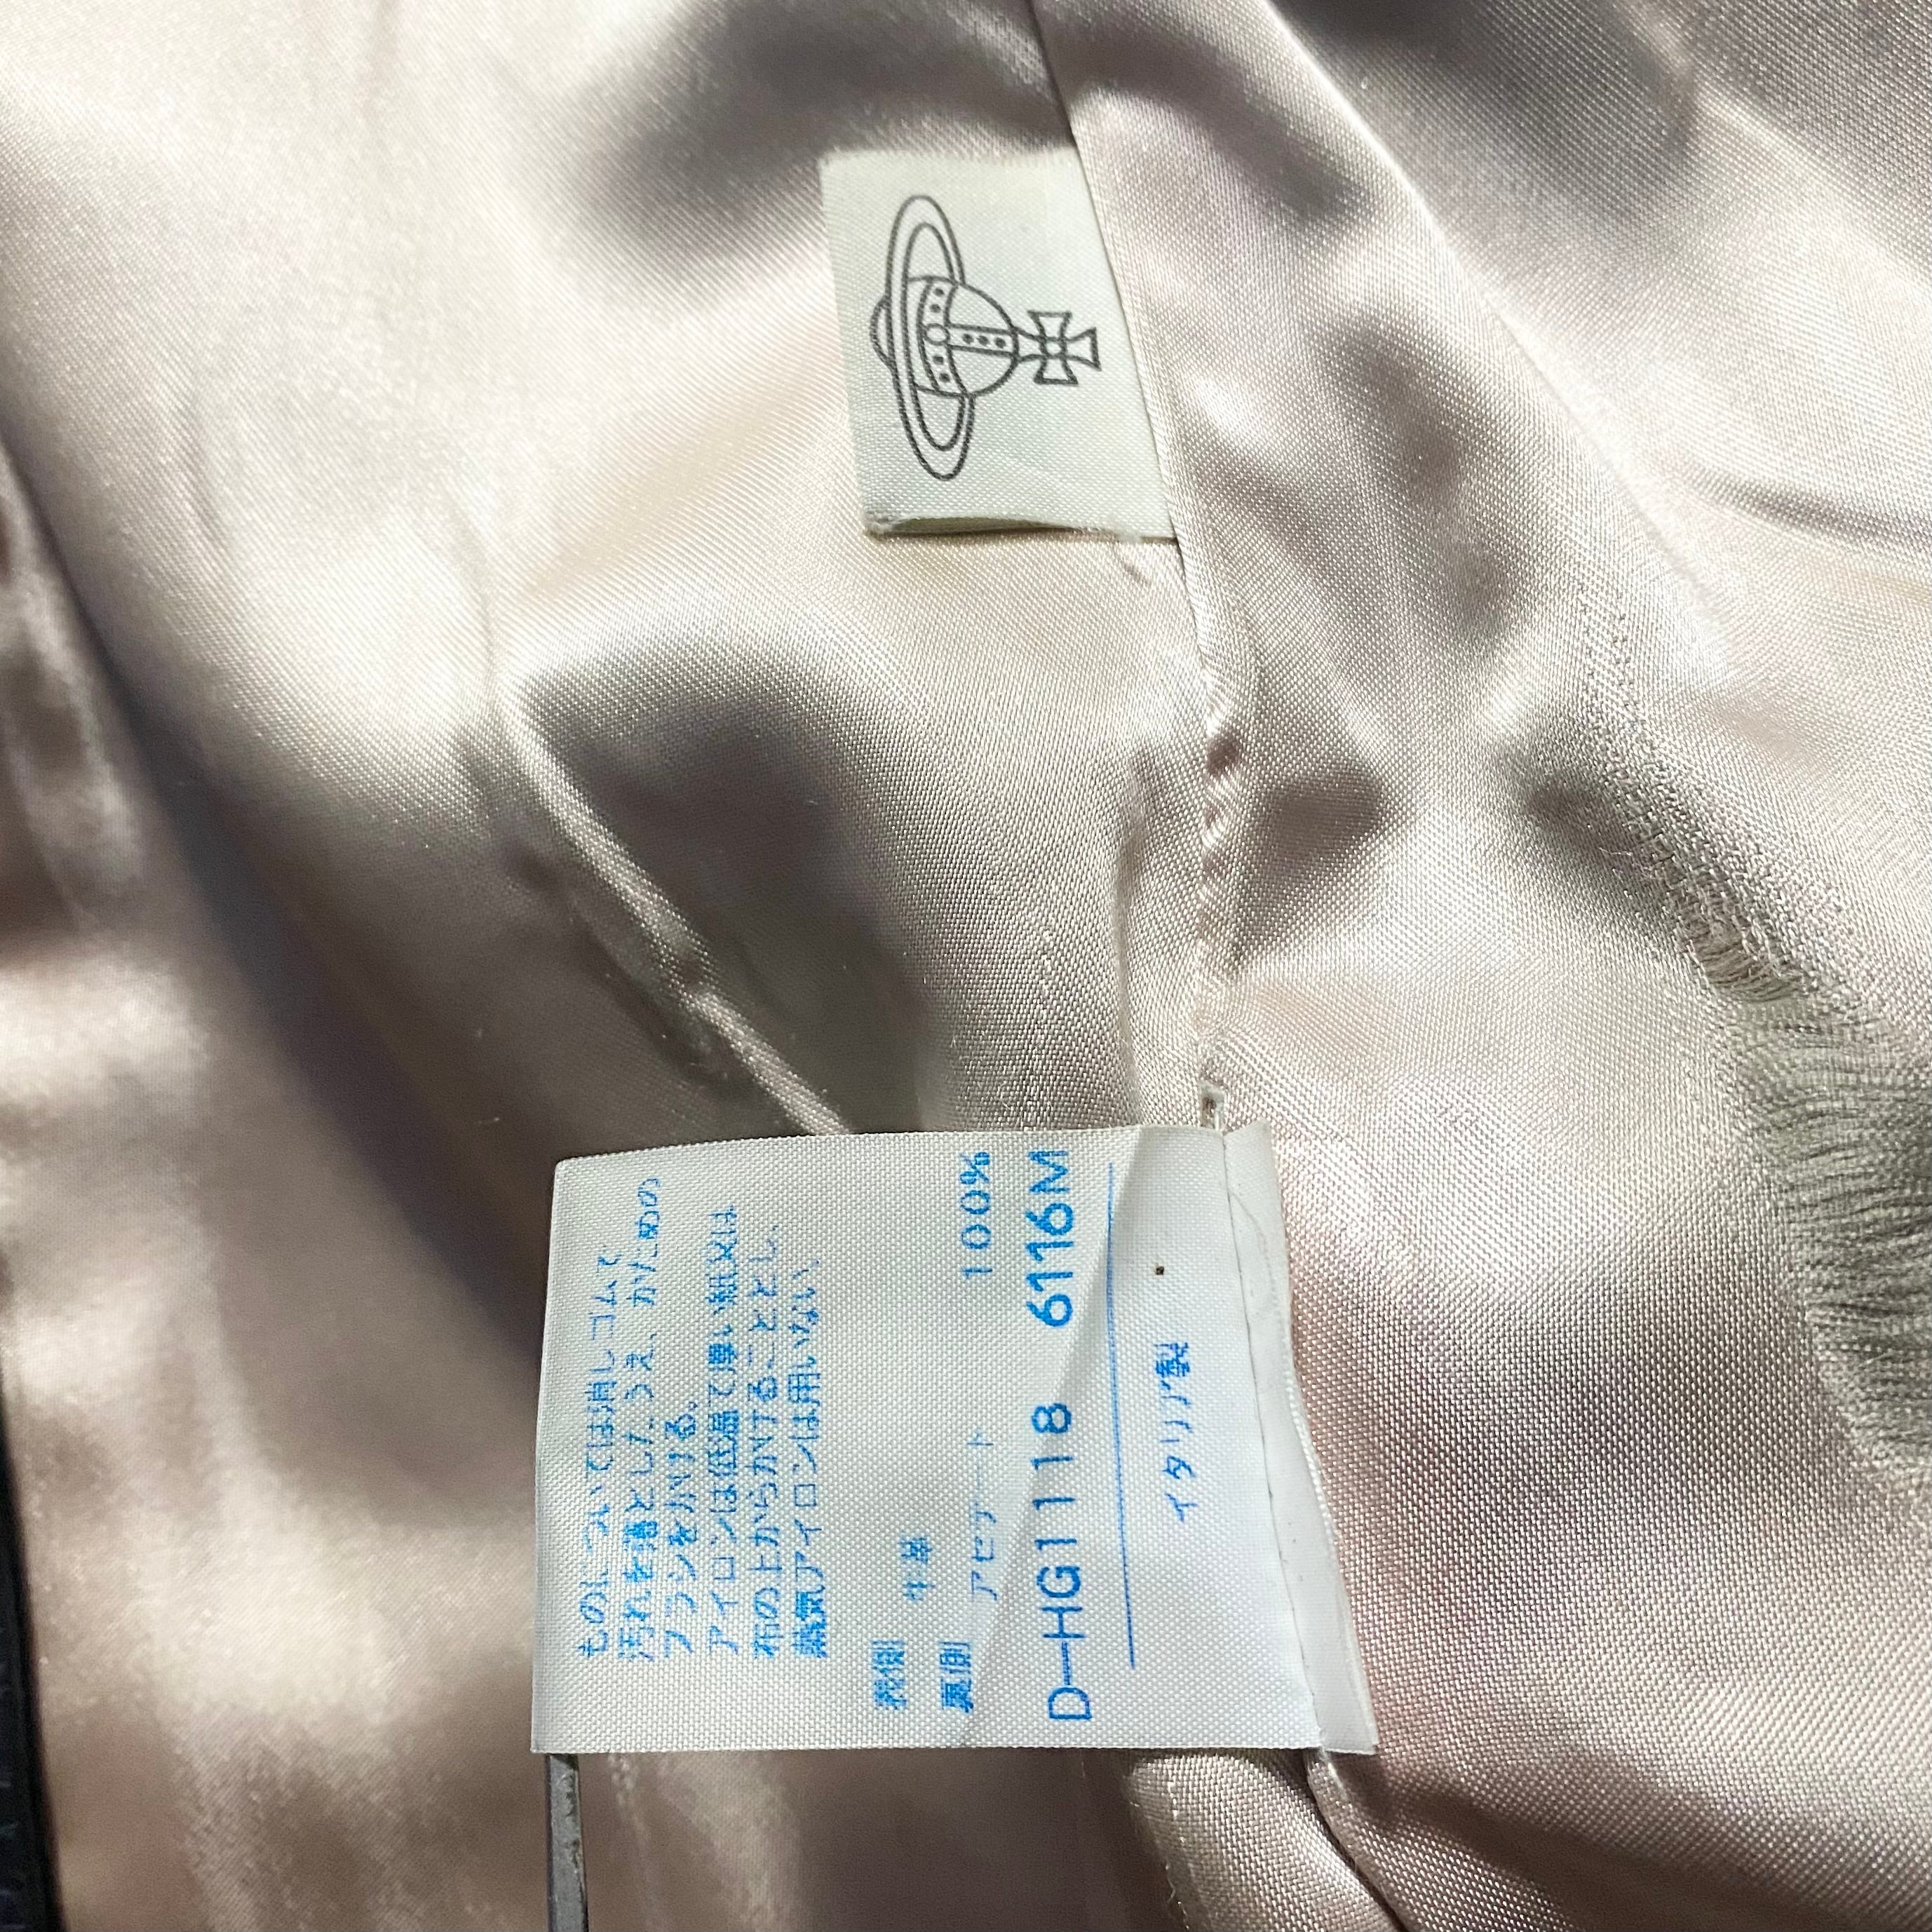 ものについては消しゴムで
汚れを落としたうえ、かための
ブラシをかける。
アイロンは低温で厚い紙又は
布の上からかけることとし、
蒸気アイロンは用いない。
表側 牛革
裏側 アセテート 100%
D-HG1118 6116M
イタリア製